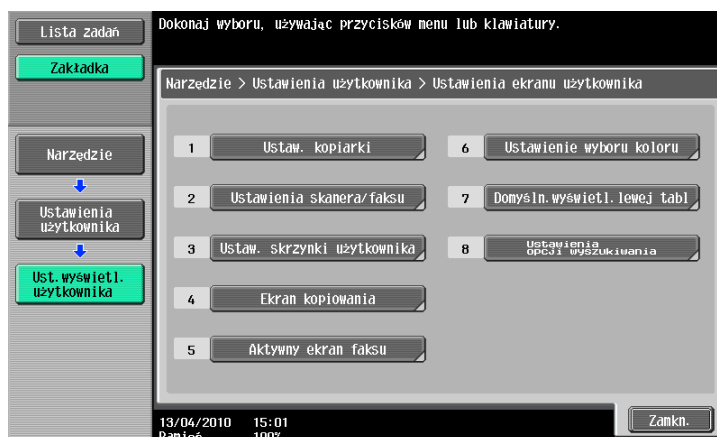 Lista zadań
Zakładka
Dokonaj wyboru, używając przycisków menu lub klawiatury.
Narzędzie > Ustawienia użytkownika > Ustawienia ekranu użytkownika
Narzędzie
Ustawienia
użytkownika
Ust.wyświetl.
użytkownika
1 Ustaw. kopiarki
2 Ustawienia skanera/faksu
3 Ustaw. skrzynki użytkownika
4 Ekran kopiowania
5 Aktywny ekran faksu
6 Ustawienie wyboru koloru
7 Domyśln.wyświetl.lewej tabl
8 Ustawienia
opcji wyszukiwania
13/04/2010 15:01
Pamięć 100%
Zamkn.